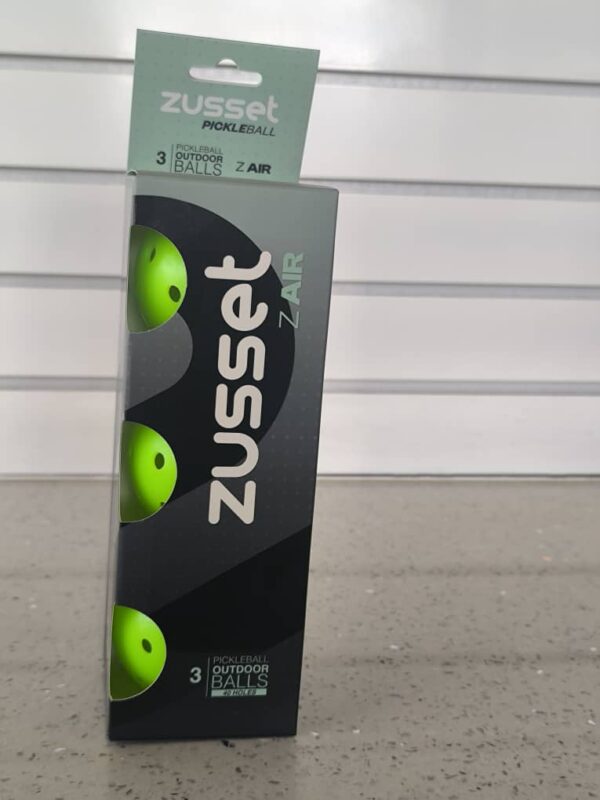 zusset
PICKLEBALL
3
PICKLEBALL
OUTDOOR
BALLS
Z AIR
zusset
Z AIR
3
PICKLEBALL
OUTDOOR
BALLS
40 HOLES